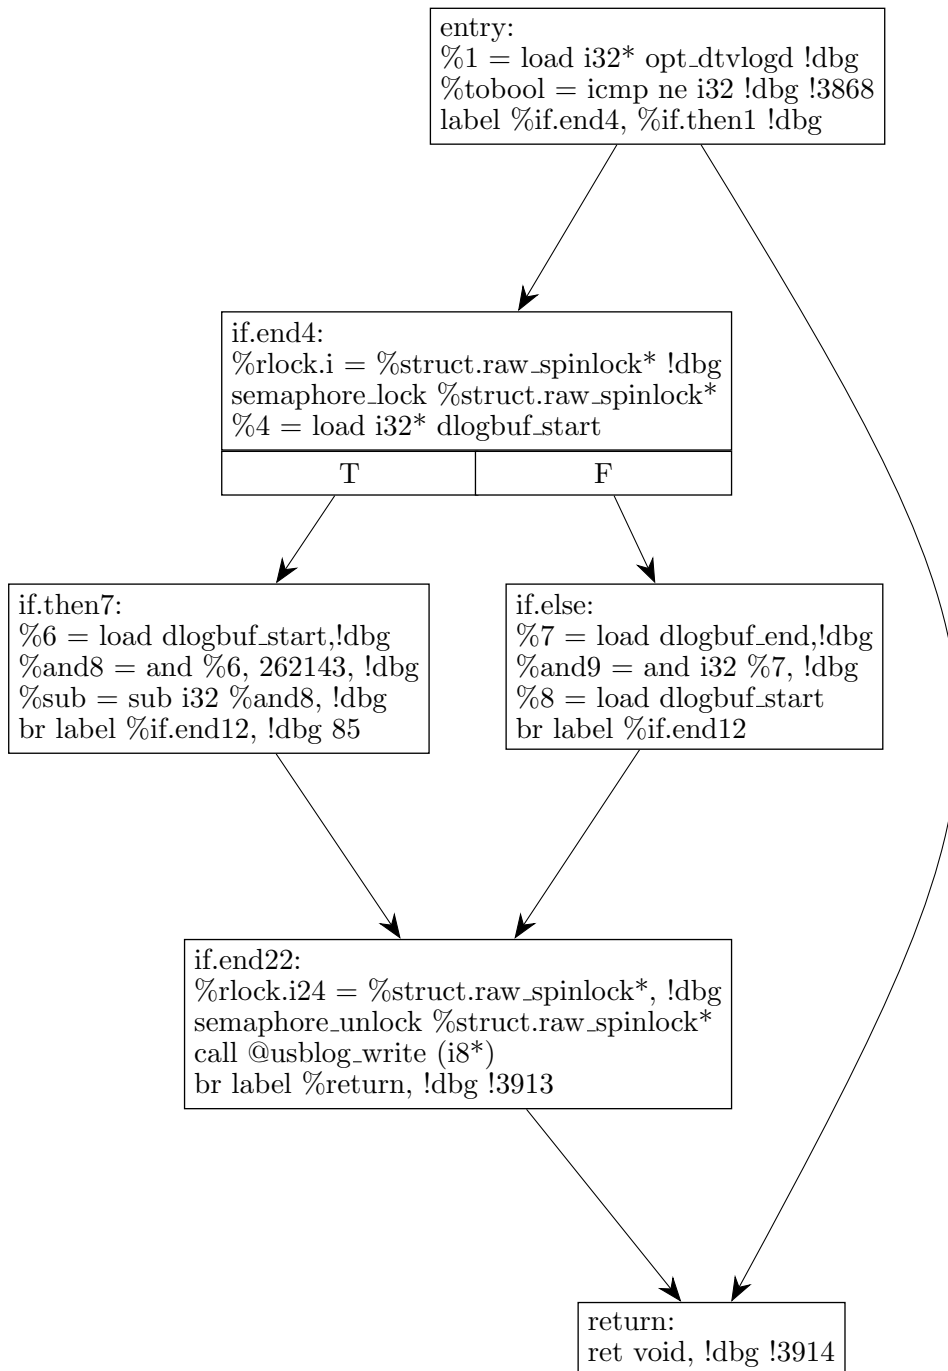 entry:
%1 = load i32* opt_dtvlogd !dbg
%tobool = icmp ne i32 !dbg !3868
label %if.end4, %if.then1 !dbg
if.end4:
%rlock.i = %struct.raw_spinlock* !dbg
semaphore_lock %struct.raw_spinlock*
%4 = load i32* dlogbuf_start
T
F
if.then7:
%6 = load dlogbuf_start,!dbg
%and8 = and %6, 262143, !dbg
%sub = sub i32 %and8, !dbg
br label %if.end12, !dbg 85
if.else:
%7 = load dlogbuf_end,!dbg
%and9 = and i32 %7, !dbg
%8 = load dlogbuf_start
br label %if.end12
if.end22:
%rlock.i24 = %struct.raw_spinlock*, !dbg
semaphore_unlock %struct.raw_spinlock*
call @usblog_write (i8*)
br label %return, !dbg !3913
return:
ret void, !dbg !3914